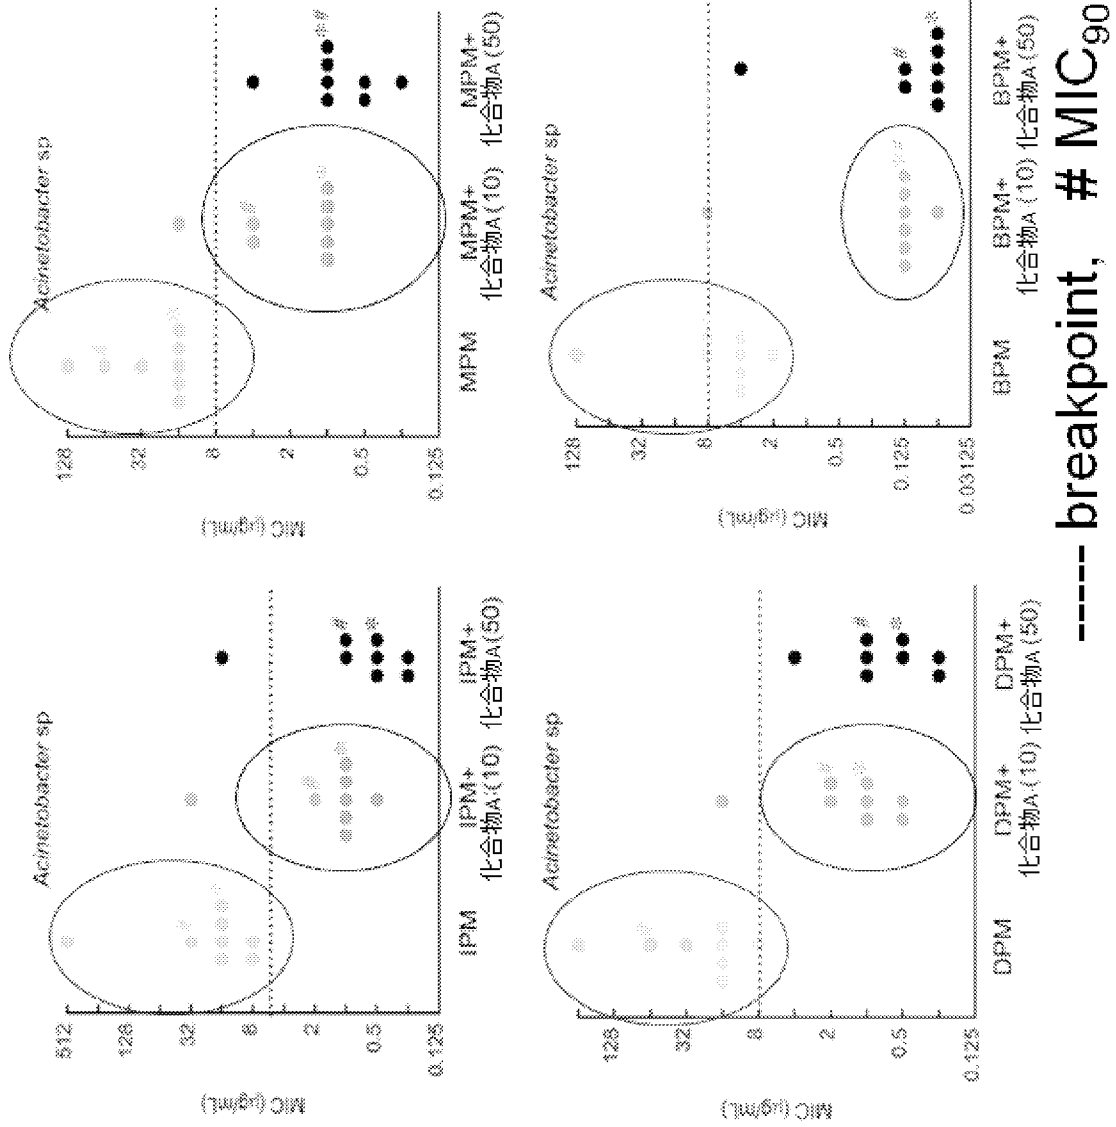 Acinetobacter sp
MIC (μg/mL)
512
128
32
8
2
0.5
0.125
#
*
IPM
IPM+
化合物A (10)
IPM+
化合物A (50)
Acinetobacter sp
MIC (μg/mL)
128
32
8
2
0.5
0.125
*#
MPM
MPM+
化合物A (10)
MPM+
化合物A (50)
Acinetobacter sp
MIC (μg/mL)
128
32
8
2
0.5
0.125
#
*
DPM
DPM+
化合物A (10)
DPM+
化合物A (50)
Acinetobacter sp
MIC (μg/mL)
128
32
8
2
0.5
0.125
0.03125
#
*
BPM
BPM+
化合物A (10)
BPM+
化合物A (50)
----- breakpoint, # MIC90